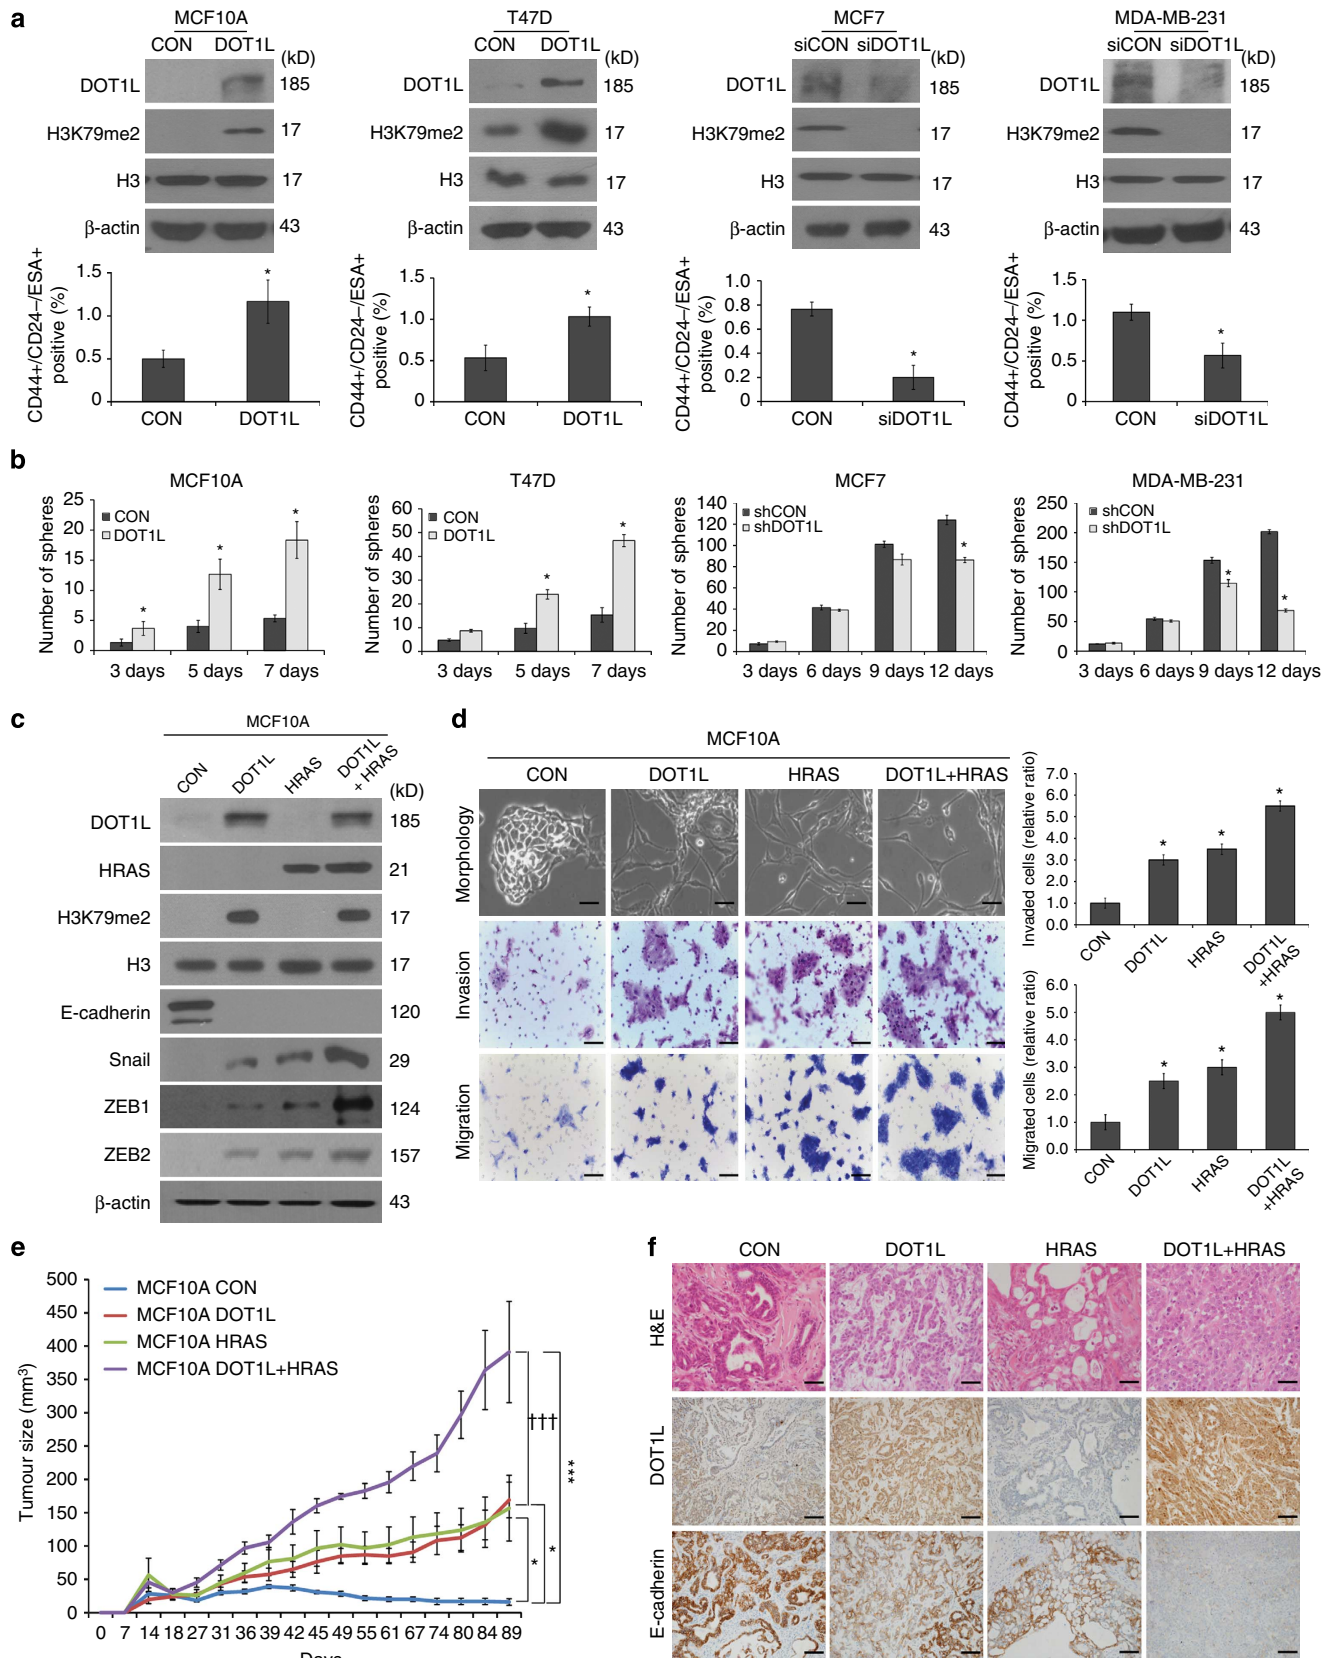 a
MCF10A
CON DOT1L
(kD)
DOT1L 185
H3K79me2 17
H3 17
β-actin 43
CD44+/CD24–/ESA+
positive (%)
1.5
1.0
0.5
0
*
CON DOT1L
T47D
CON DOT1L
(kD)
DOT1L 185
H3K79me2 17
H3 17
β-actin 43
CD44+/CD24–/ESA+
positive (%)
1.5
1.0
0.5
0
*
CON DOT1L
MCF7
siCON siDOT1L
(kD)
DOT1L 185
H3K79me2 17
H3 17
β-actin 43
CD44+/CD24–/ESA+
positive (%)
1.0
0.8
0.6
0.4
0.2
0
*
CON siDOT1L
MDA-MB-231
siCON siDOT1L
(kD)
DOT1L 185
H3K79me2 17
H3 17
β-actin 43
CD44+/CD24–/ESA+
positive (%)
1.5
1.0
0.5
0
*
CON siDOT1L
b
MCF10A
Number of spheres
25
20
15
10
5
0
CON
DOT1L
* * *
3 days 5 days 7 days
T47D
Number of spheres
60
50
40
30
20
10
0
CON
DOT1L
* *
3 days 5 days 7 days
MCF7
Number of spheres
140
120
100
80
60
40
20
0
shCON
shDOT1L
*
3 days 6 days 9 days 12 days
MDA-MB-231
Number of spheres
250
200
150
100
50
0
shCON
shDOT1L
* *
3 days 6 days 9 days 12 days
c
MCF10A
CON DOT1L HRAS DOT1L
+ HRAS
(kD)
DOT1L 185
HRAS 21
H3K79me2 17
H3 17
E-cadherin 120
Snail 29
ZEB1 124
ZEB2 157
β-actin 43
d
MCF10A
CON DOT1L HRAS DOT1L+HRAS
Morphology
Invasion
Migration
Invaded cells (relative ratio)
7.0
6.0
5.0
4.0
3.0
2.0
1.0
0.0
* * *
CON DOT1L HRAS DOT1L
+HRAS
Migrated cells (relative ratio)
6.0
5.0
4.0
3.0
2.0
1.0
0.0
* * *
CON DOT1L HRAS DOT1L
+HRAS
e
Tumour size (mm³)
500
450
400
350
300
250
200
150
100
50
0
MCF10A CON
MCF10A DOT1L
MCF10A HRAS
MCF10A DOT1L+HRAS
†††
***
*
*
0 7 14 18 27 31 36 39 42 45 49 55 61 67 74 80 84 89
Days
f
CON DOT1L HRAS DOT1L+HRAS
H&E
DOT1L
E-cadherin